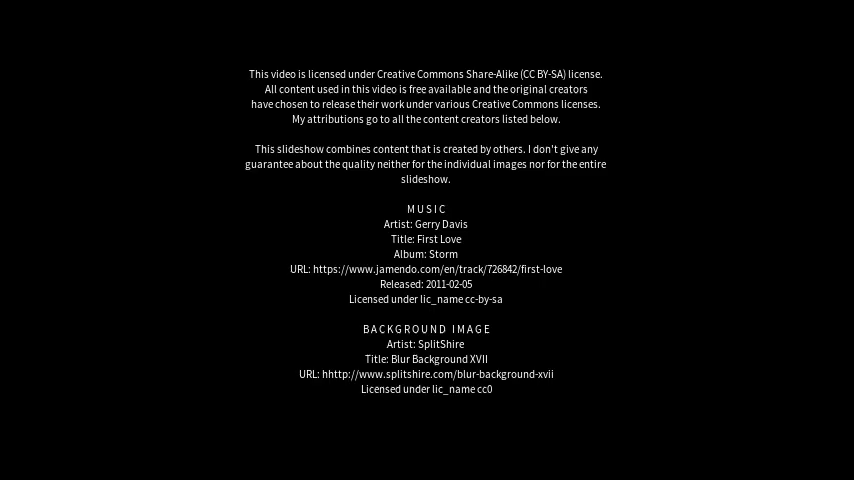 This video is licensed under Creative Commons Share-Alike (CC BY-SA) license.
All content used in this video is free available and the original creators
have chosen to release their work under various Creative Commons licenses.
My attributions go to all the content creators listed below.
This slideshow combines content that is created by others. I don't give any
guarantee about the quality neither for the individual images nor for the entire
slideshow.
MUSIC
Artist: Gerry Davis
Title: First Love
Album: Storm
URL: https://www.jamendo.com/en/track/726842/first-love
Released: 2011-02-05
Licensed under lic_name cc-by-sa
BACKGROUND IMAGE
Artist: SplitShire
Title: Blur Background XVII
URL: hhttp://www.splitshire.com/blur-background-xvii
Licensed under lic_name cc0